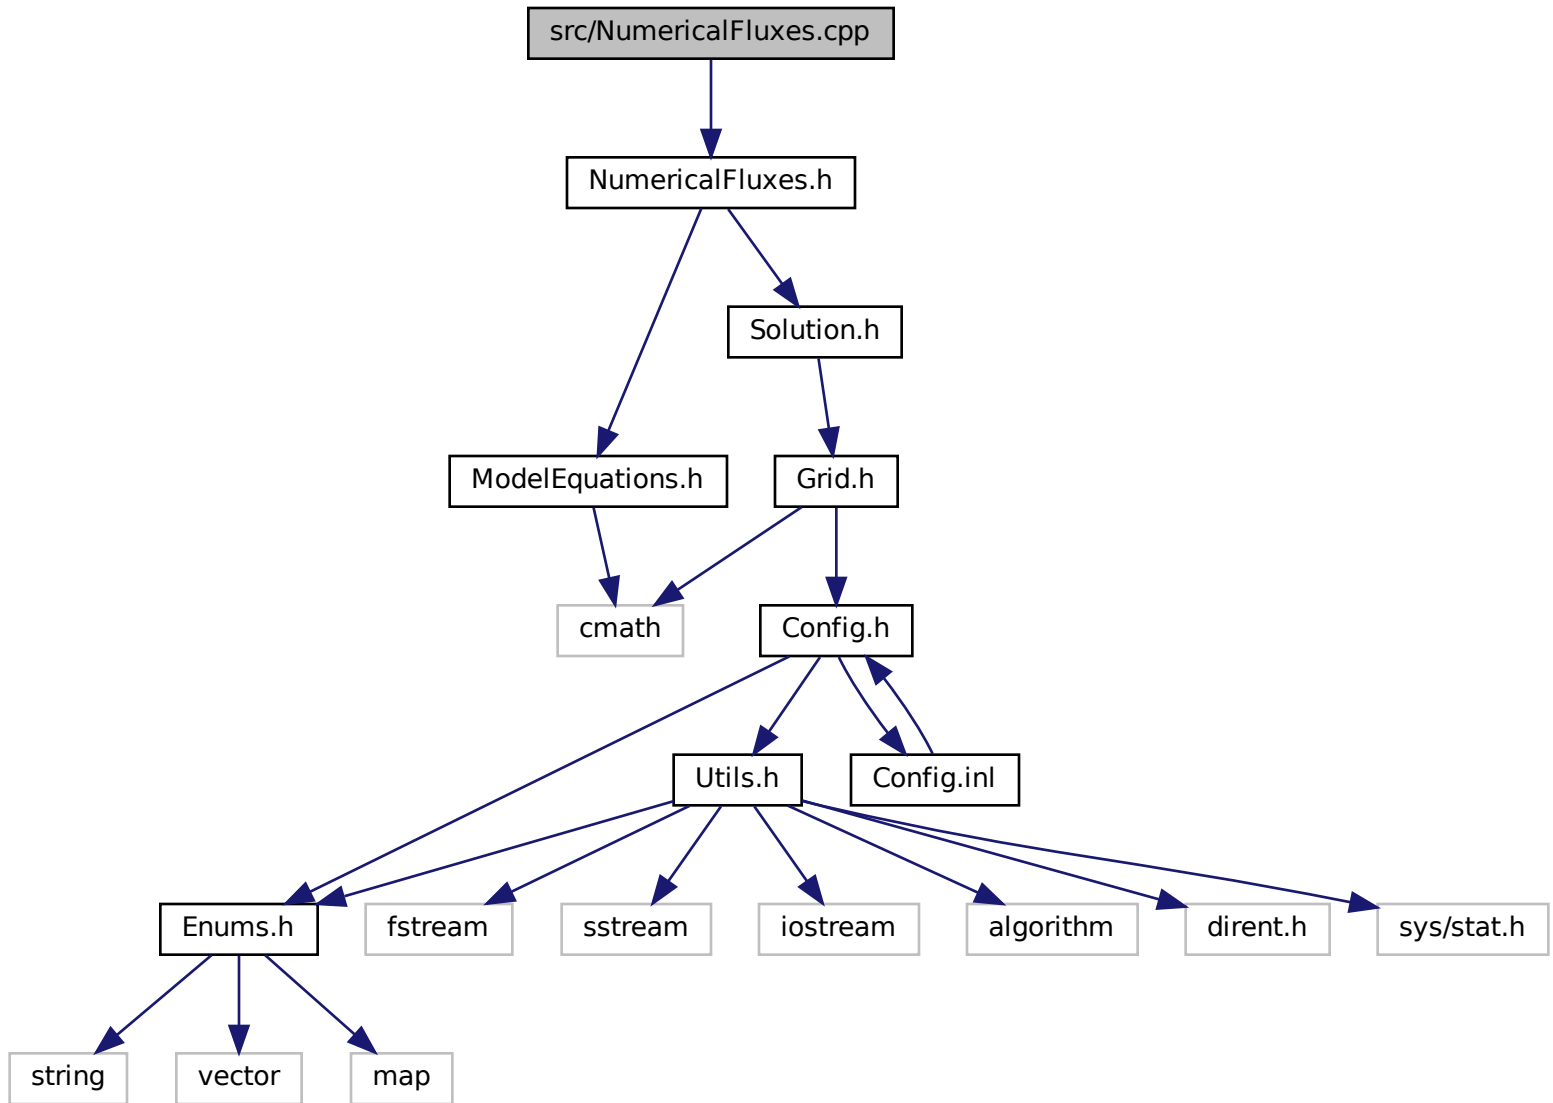 src/NumericalFluxes.cpp
NumericalFluxes.h
Solution.h
ModelEquations.h
Grid.h
cmath
Config.h
Utils.h
Config.inl
Enums.h
fstream
sstream
iostream
algorithm
dirent.h
sys/stat.h
string
vector
map